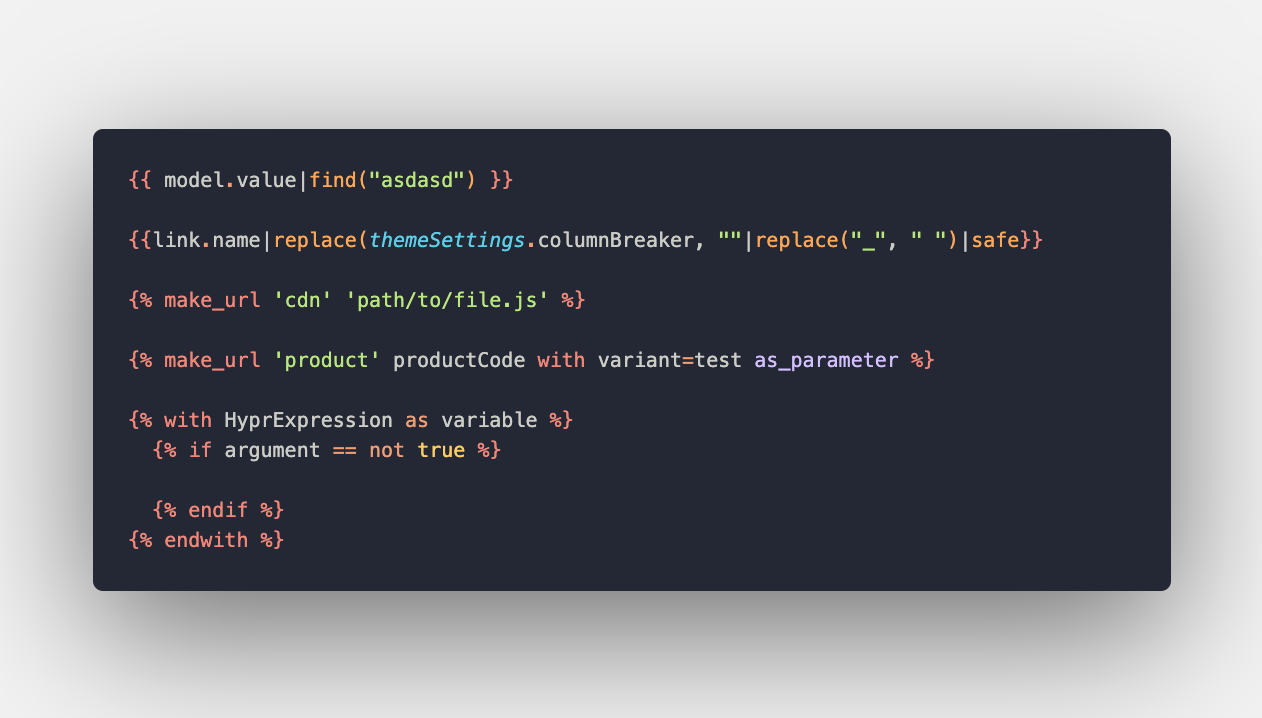 {{ model.value|find("asdasd") }}
{{link.name|replace(themeSettings.columnBreaker, ""|replace("_", " ")|safe}}
{% make_url 'cdn' 'path/to/file.js' %}
{% make_url 'product' productCode with variant=test as_parameter %}
{% with HyprExpression as variable %}
{% if argument == not true %}
{% endif %}
{% endwith %}